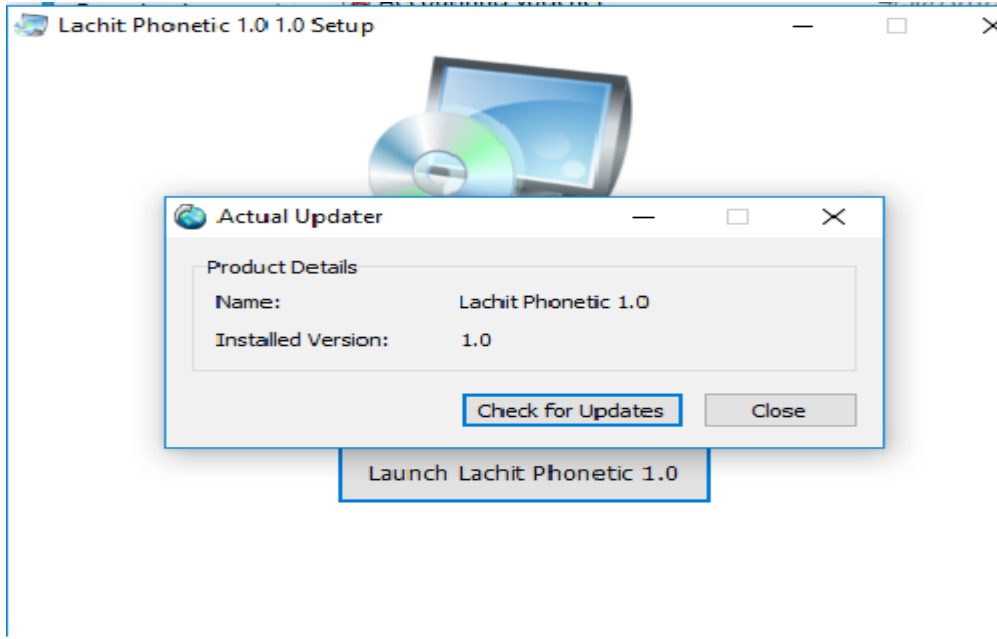 Lachit Phonetic 1.0 1.0 Setup
Actual Updater
Product Details
Name: Lachit Phonetic 1.0
Installed Version: 1.0
Check for Updates Close
Launch Lachit Phonetic 1.0